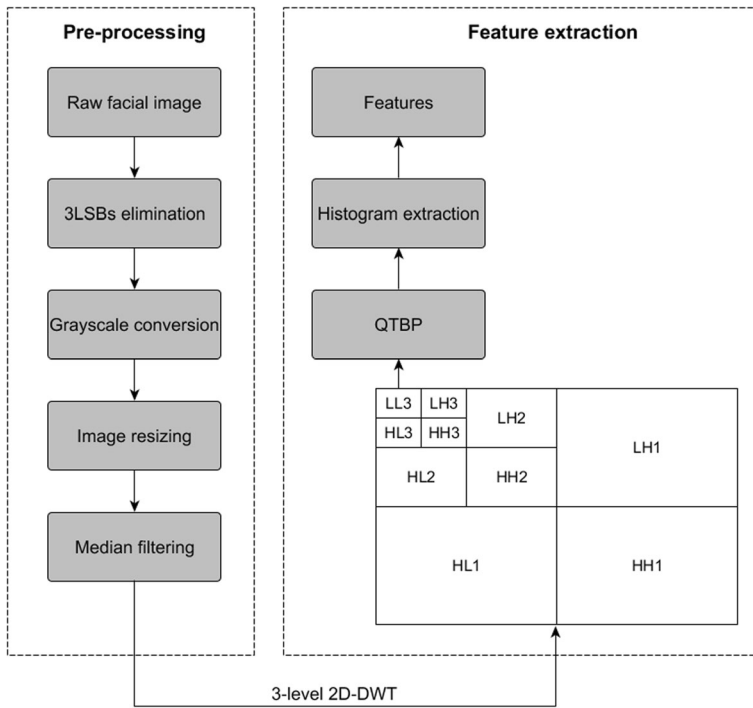 Pre-processing
Raw facial image
3LSBs elimination
Grayscale conversion
Image resizing
Median filtering
3-level 2D-DWT
Feature extraction
Features
Histogram extraction
QTBP
LL3
LH3
HL3
HH3
LH2
HL2
HH2
LH1
HL1
HH1